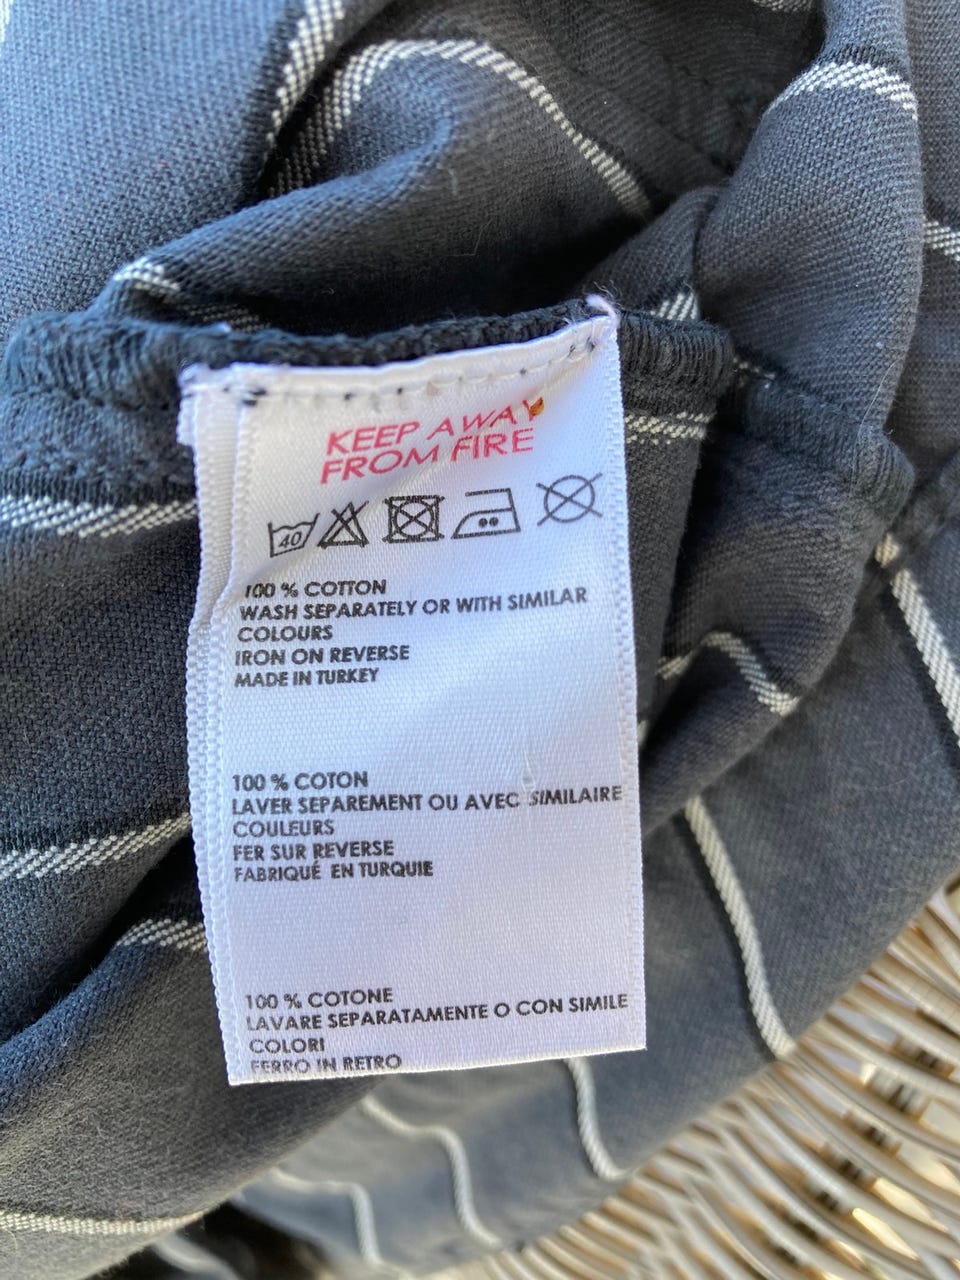 KEEP AWAY
FROM FIRE
40
100 % COTTON
WASH SEPARATELY OR WITH SIMILAR
COLOURS
IRON ON REVERSE
MADE IN TURKEY
100 % COTON
LAVER SEPAREMENT OU AVEC SIMILAIRE
COULEURS
FER SUR REVERSE
FABRIQUÉ EN TURQUIE
100 % COTONE
LAVARE SEPARATAMENTE O CON SIMILE
COLORI
FERRO IN RETRO